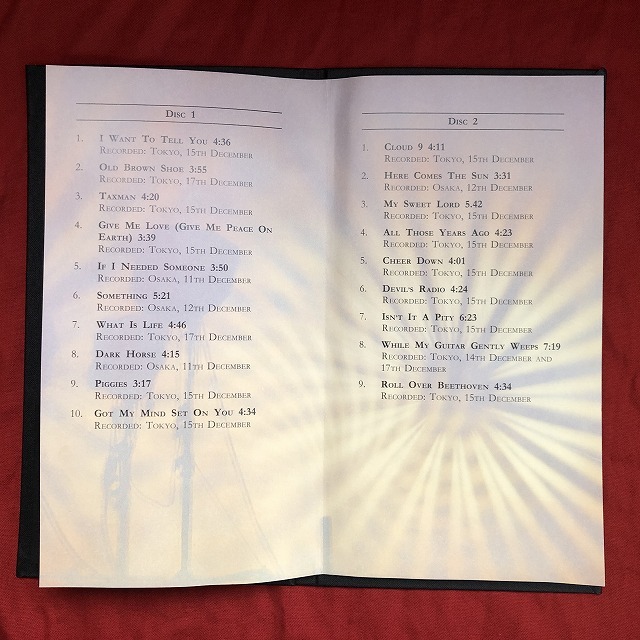 Disc 1
1. I Want To Tell You 4:36
Recorded: Tokyo, 15th December
2. Old Brown Shoe 3:55
Recorded: Tokyo, 17th December
3. Taxman 4:20
Recorded: Tokyo, 15th December
4. Give Me Love (Give Me Peace On
Earth) 3:39
Recorded: Tokyo, 15th December
5. If I Needed Someone 3:50
Recorded: Osaka, 11th December
6. Something 5:21
Recorded: Osaka, 12th December
7. What Is Life 4:46
Recorded: Tokyo, 17th December
8. Dark Horse 4:15
Recorded: Osaka, 11th December
9. Piggies 3:17
Recorded: Tokyo, 15th December
10. Got My Mind Set On You 4:34
Recorded: Tokyo, 15th December
Disc 2
1. Cloud 9 4:11
Recorded: Tokyo, 15th December
2. Here Comes The Sun 3:31
Recorded: Osaka, 12th December
3. My Sweet Lord 5.42
Recorded: Tokyo, 15th December
4. All Those Years Ago 4:23
Recorded: Tokyo, 15th December
5. Cheer Down 4:01
Recorded: Tokyo, 15th December
6. Devil's Radio 4:24
Recorded: Tokyo, 15th December
7. Isn't It A Pity 6:23
Recorded: Tokyo, 15th December
8. While My Guitar Gently Weeps 7:19
Recorded: Tokyo, 14th December and
17th December
9. Roll Over Beethoven 4:34
Recorded: Tokyo, 15th December